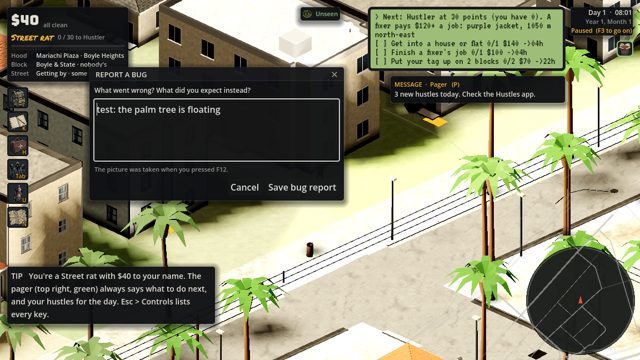 $40 all clean
STREET RAT 0 / 30 to Hustler
Hood Mariachi Plaza · Boyle Heights
Block Boyle & State · nobody's
Street Getting by · some
Unseen
> Next: Hustler at 30 points (you have 0). A
fixer pays $120+ a job: purple jacket, 1050 m
north-east
[ ] Get into a house or flat 0/1 $140 ->04h
[ ] Finish a fixer's job 0/1 $100 ->04h
[ ] Put your tag up on 2 blocks 0/2 $70 ->22h
Day 1 · 08:01
Year 1, Month 1
Paused (F3 to go on)
MESSAGE · Pager (P)
3 new hustles today. Check the Hustles app.
REPORT A BUG
×
What went wrong? What did you expect instead?
test: the palm tree is floating
The picture was taken when you pressed F12.
Cancel Save bug report
H
Tab
U
TIP You're a Street rat with $40 to your name. The
pager (top right, green) always says what to do next,
and your hustles for the day. Esc > Controls lists
every key.